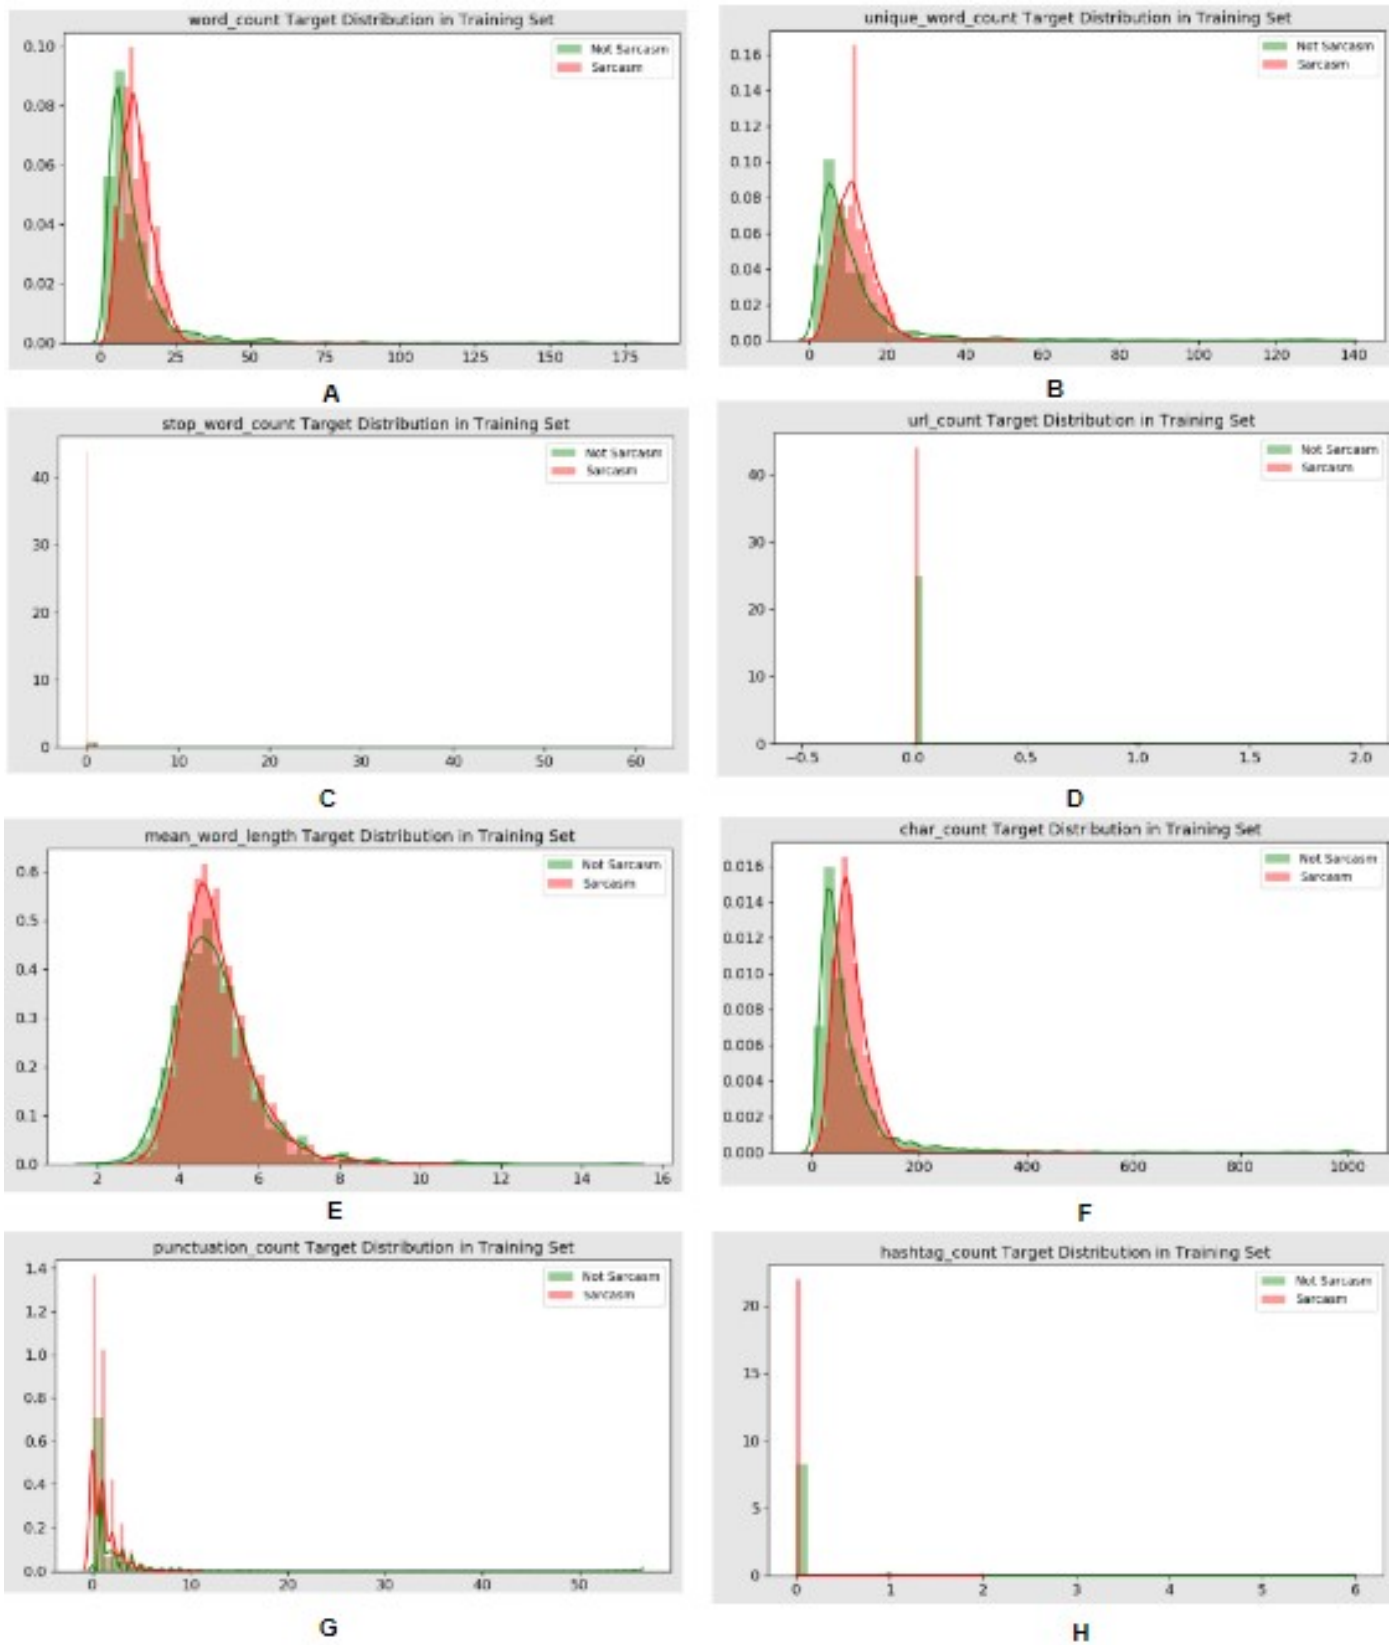 word_count Target Distribution in Training Set
Not Sarcasm
Sarcasm
0.10
0.08
0.06
0.04
0.02
0.00
0 25 50 75 100 125 150 175
A
unique_word_count Target Distribution in Training Set
Not Sarcasm
Sarcasm
0.16
0.14
0.12
0.10
0.08
0.06
0.04
0.02
0.00
0 20 40 60 80 100 120 140
B
stop_word_count Target Distribution in Training Set
Not Sarcasm
Sarcasm
40
30
20
10
0
0 10 20 30 40 50 60
C
url_count Target Distribution in Training Set
Not Sarcasm
Sarcasm
40
30
20
10
0
−0.5 0.0 0.5 1.0 1.5 2.0
D
mean_word_length Target Distribution in Training Set
Not Sarcasm
Sarcasm
0.6
0.5
0.4
0.3
0.2
0.1
0.0
2 4 6 8 10 12 14 16
E
char_count Target Distribution in Training Set
Not Sarcasm
Sarcasm
0.016
0.014
0.012
0.010
0.008
0.006
0.004
0.002
0.000
0 200 400 600 800 1000
F
punctuation_count Target Distribution in Training Set
Not Sarcasm
Sarcasm
1.4
1.2
1.0
0.8
0.6
0.4
0.2
0.0
0 10 20 30 40 50
G
hashtag_count Target Distribution in Training Set
Not Sarcasm
Sarcasm
20
15
10
5
0
0 1 2 3 4 5 6
H